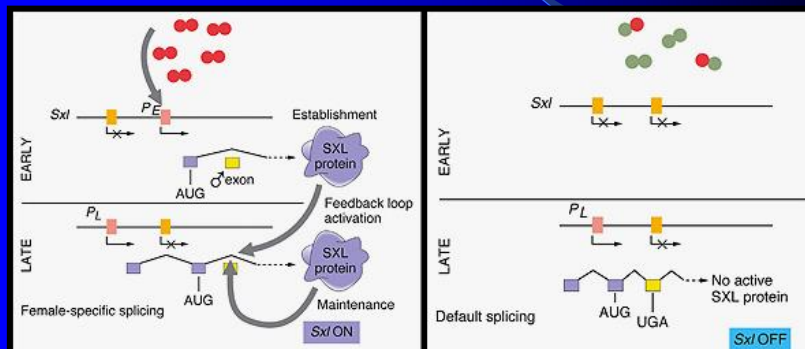 Sxl
PE
Establishment
EARLY
SXL
protein
♂exon
AUG
Feedback loop
activation
PL
LATE
SXL
protein
AUG
Maintenance
Female-specific splicing
Sxl ON
Sxl
EARLY
PL
LATE
No active
SXL protein
AUG
UGA
Default splicing
Sxl OFF